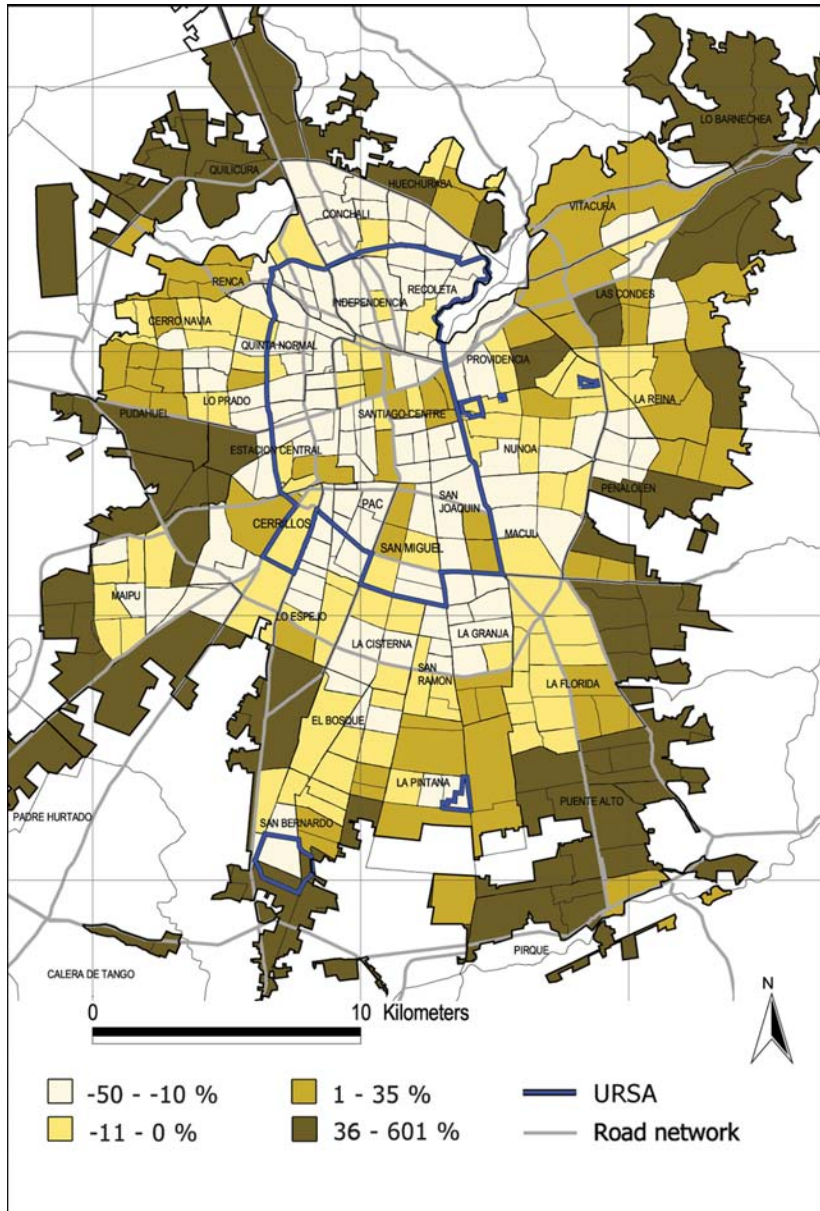 LO BARNECHEA
QUILICURA
HUECHURABA
VITACURA
CONCHALI
RENCA
RECOLETA
LAS CONDES
INDEPENDENCIA
CERRO NAVIA
QUINTA NORMAL
PROVIDENCIA
LO PRADO
LA REINA
PUDAHUEL
SANTIAGO-CENTRE
ESTACION CENTRAL
NUNOA
PENALOLEN
PAC
SAN
JOAQUIN
CERRILLOS
MACUL
SAN MIGUEL
MAIPU
LO ESPEJO
LA GRANJA
LA CISTERNA
SAN
RAMON
LA FLORIDA
EL BOSQUE
LA PINTANA
PUENTE ALTO
PADRE HURTADO
SAN BERNARDO
PIRQUE
CALERA DE TANGO
N
0 10 Kilometers
-50 - -10 % 1 - 35 % URSA
-11 - 0 % 36 - 601 % Road network